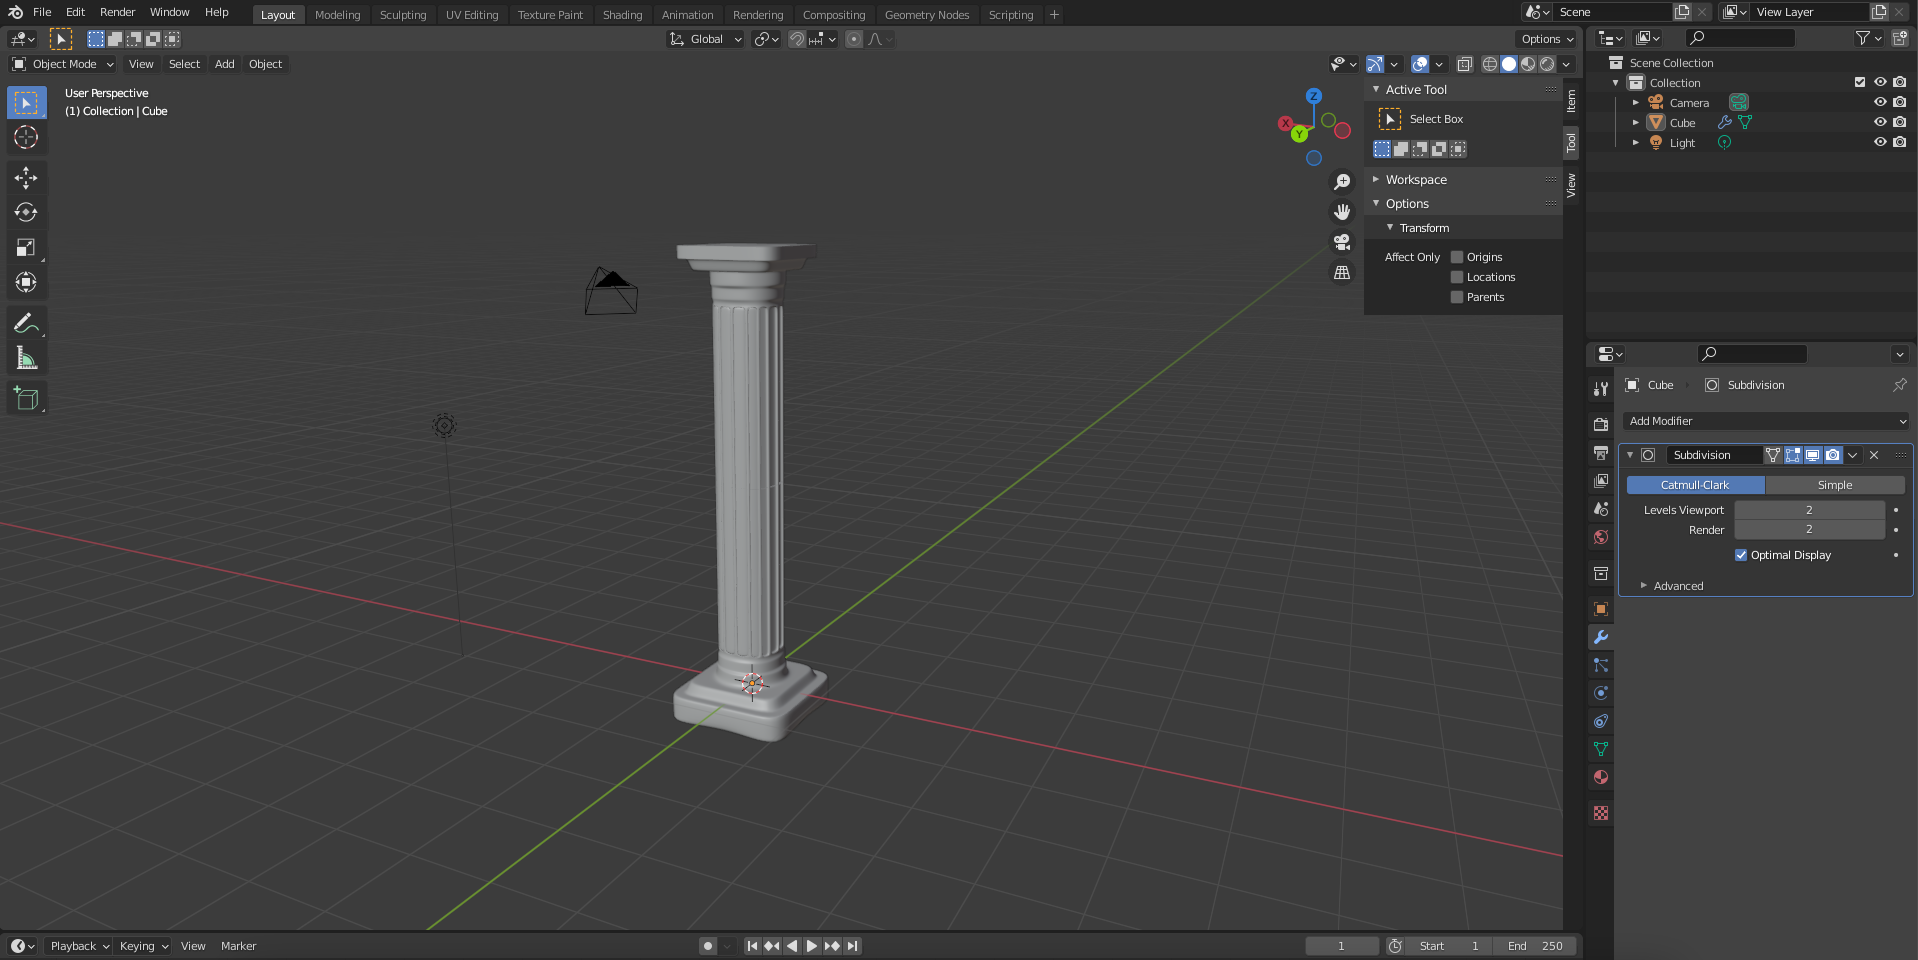 File Edit Render Window Help Layout Modeling Sculpting UV Editing Texture Paint Shading Animation Rendering Compositing Geometry Nodes Scripting + Scene View Layer
Global Options
Object Mode View Select Add Object
User Perspective
(1) Collection | Cube
Z
X
Y
Active Tool
Select Box
Workspace
Options
Transform
Affect Only Origins
Locations
Parents
Item
Tool
View
Scene Collection
Collection
Camera
Cube
Light
Cube Subdivision
Add Modifier
Subdivision
Catmull-Clark Simple
Levels Viewport 2
Render 2
Optimal Display
Advanced
Playback Keying View Marker 1 Start 1 End 250